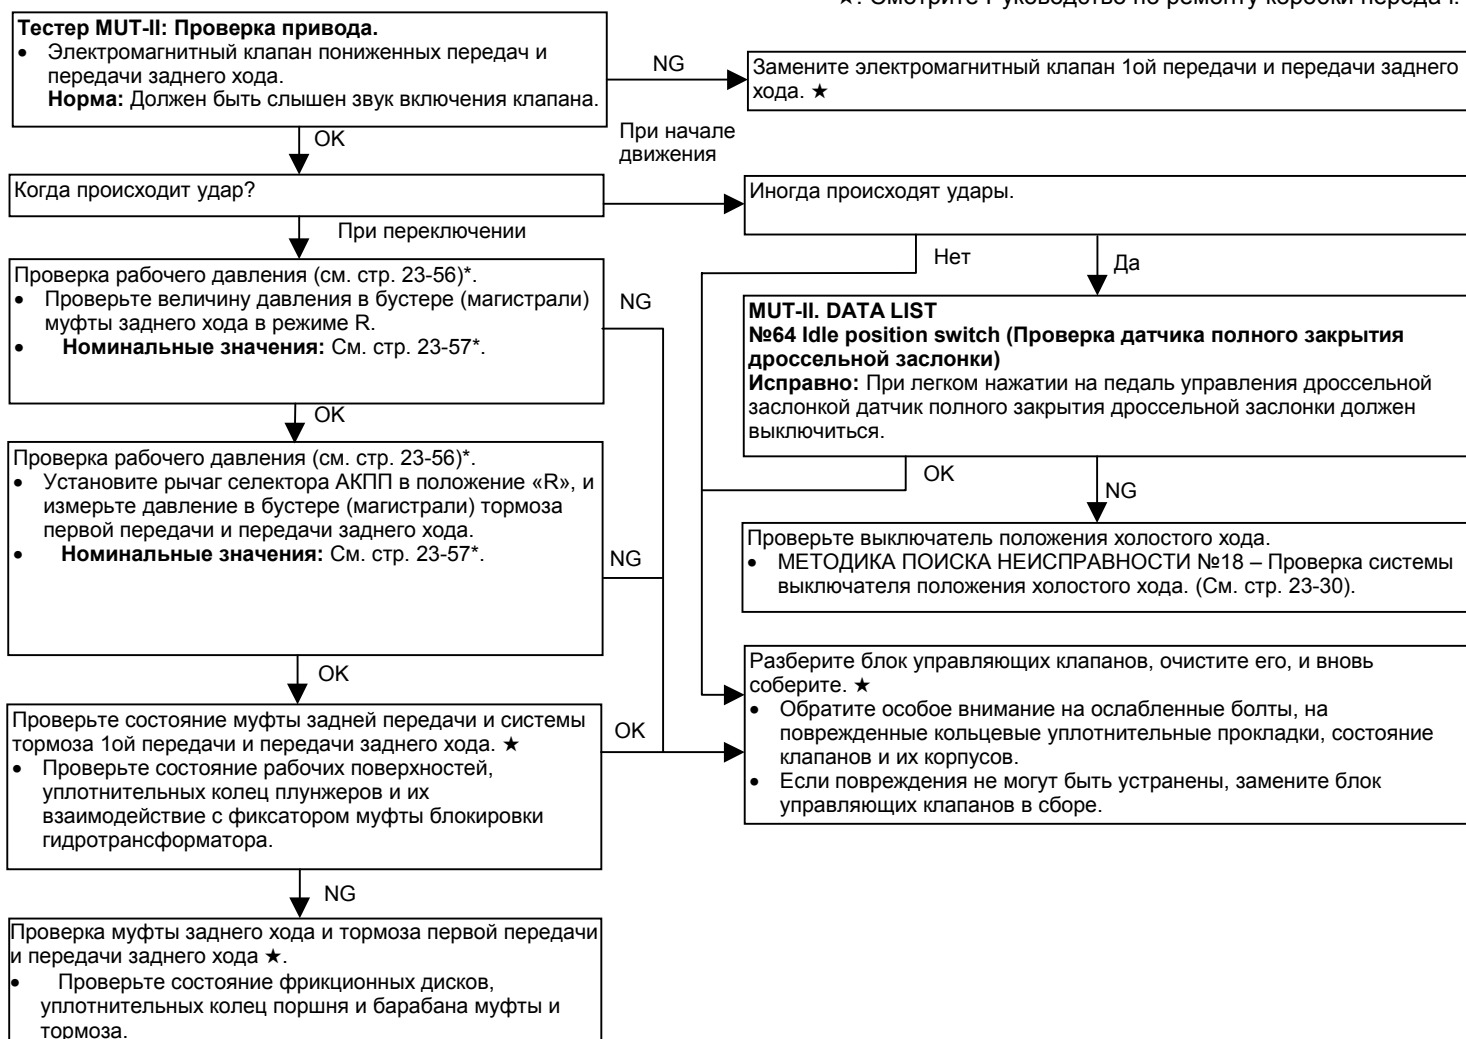 ★: Смотрите Руководство по ремонту коробки передач.
Тестер MUT-II: Проверка привода.
• Электромагнитный клапан пониженных передач и
передачи заднего хода.
Норма: Должен быть слышен звук включения клапана.
NG
Замените электромагнитный клапан 1ой передачи и передачи заднего
хода. ★
OK
При начале
движения
Когда происходит удар?
Иногда происходят удары.
При переключении
Нет
Да
Проверка рабочего давления (см. стр. 23-56)*.
• Проверьте величину давления в бустере (магистрали)
муфты заднего хода в режиме R.
• Номинальные значения: См. стр. 23-57*.
NG
MUT-II. DATA LIST
№64 Idle position switch (Проверка датчика полного закрытия
дроссельной заслонки)
Исправно: При легком нажатии на педаль управления дроссельной
заслонкой датчик полного закрытия дроссельной заслонки должен
выключиться.
OK
OK
NG
Проверка рабочего давления (см. стр. 23-56)*.
• Установите рычаг селектора АКПП в положение «R», и
измерьте давление в бустере (магистрали) тормоза
первой передачи и передачи заднего хода.
• Номинальные значения: См. стр. 23-57*.
NG
Проверьте выключатель положения холостого хода.
• МЕТОДИКА ПОИСКА НЕИСПРАВНОСТИ №18 – Проверка системы
выключателя положения холостого хода. (См. стр. 23-30).
OK
Разберите блок управляющих клапанов, очистите его, и вновь
соберите. ★
• Обратите особое внимание на ослабленные болты, на
поврежденные кольцевые уплотнительные прокладки, состояние
клапанов и их корпусов.
• Если повреждения не могут быть устранены, замените блок
управляющих клапанов в сборе.
Проверьте состояние муфты задней передачи и системы
тормоза 1ой передачи и передачи заднего хода. ★
• Проверьте состояние рабочих поверхностей,
уплотнительных колец плунжеров и их
взаимодействие с фиксатором муфты блокировки
гидротрансформатора.
OK
NG
Проверка муфты заднего хода и тормоза первой передачи
и передачи заднего хода ★.
• Проверьте состояние фрикционных дисков,
уплотнительных колец поршня и барабана муфты и
тормоза.